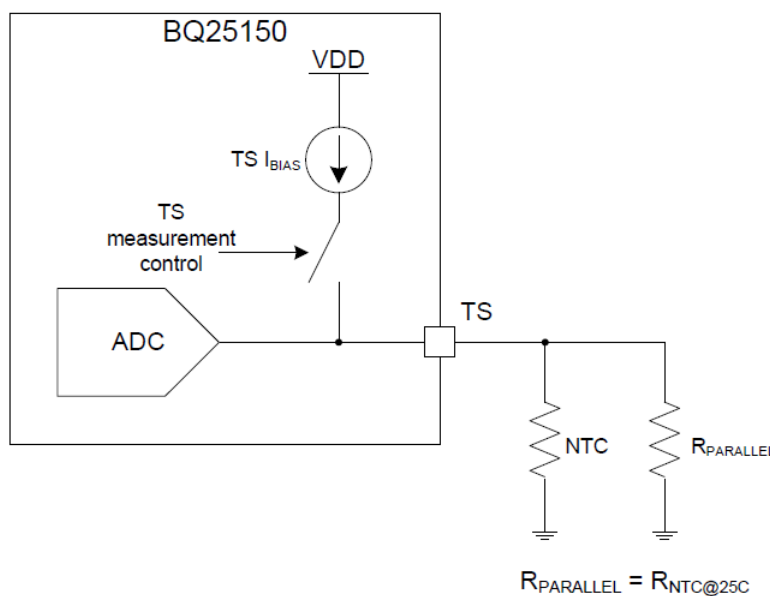 BQ25150
VDD
TS IBIAS
TS
measurement
control
ADC
TS
NTC
RPARALLEL
RPARALLEL = RNTC@25C